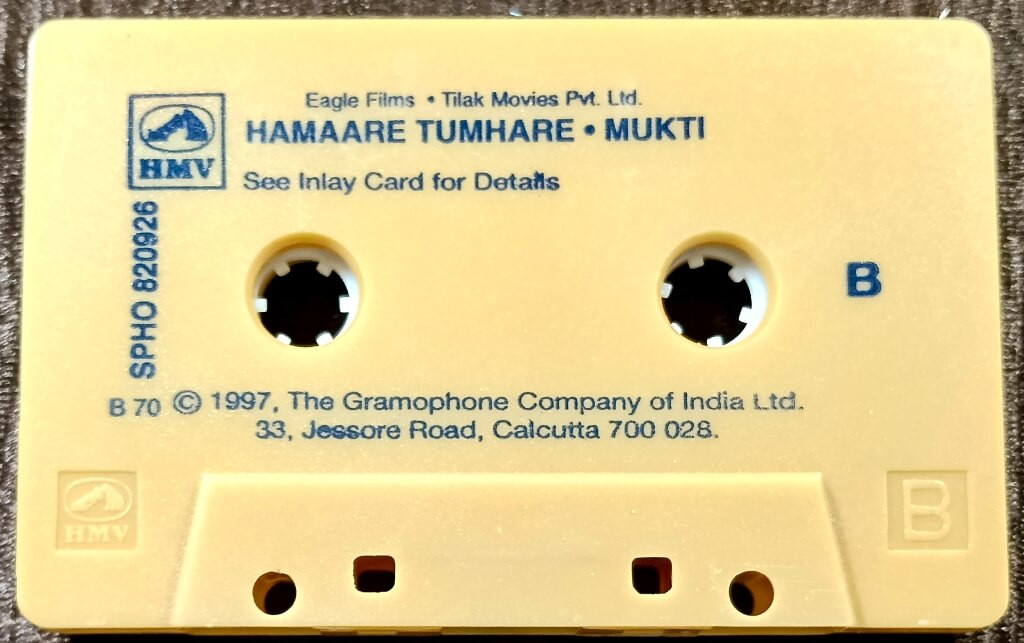 Eagle Films • Tilak Movies Pvt. Ltd.
HAMAARE TUMHARE • MUKTI
HMV
See Inlay Card for Details
SPHO 820926
B
B 70 © 1997, The Gramophone Company of India Ltd.
33, Jessore Road, Calcutta 700 028.
HMV
B